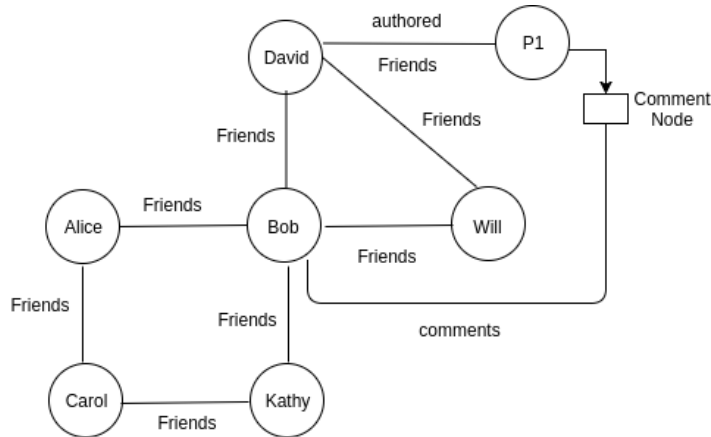 authored
P1
David
Friends
Comment
Node
Friends
Friends
Friends
Alice
Bob
Will
Friends
Friends
Friends
comments
Carol
Kathy
Friends